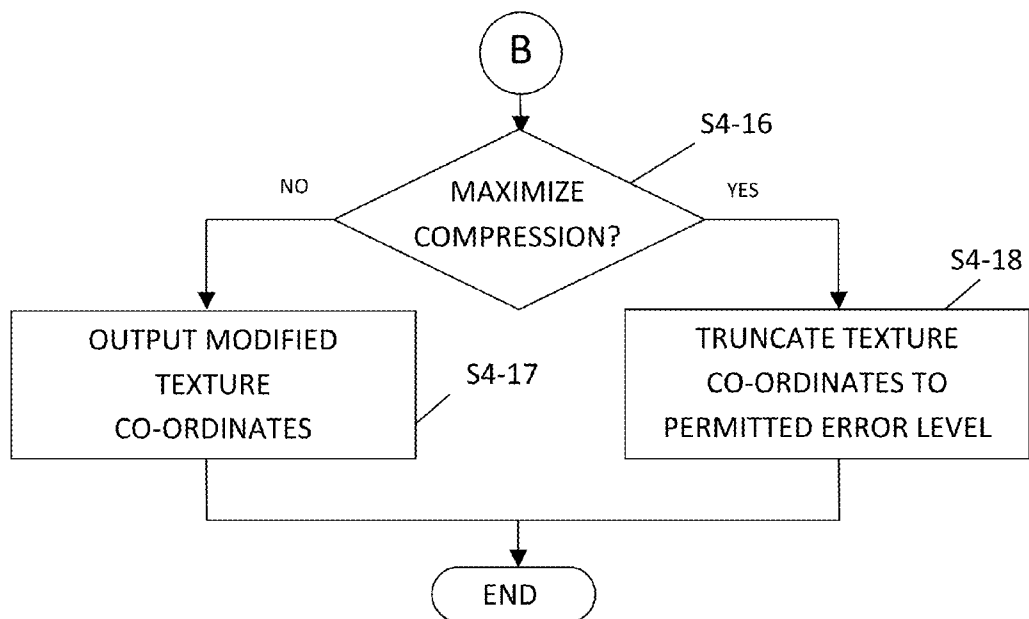 B
S4-16
NO
MAXIMIZE
COMPRESSION?
YES
S4-18
OUTPUT MODIFIED
TEXTURE
CO-ORDINATES
S4-17
TRUNCATE TEXTURE
CO-ORDINATES TO
PERMITTED ERROR LEVEL
END